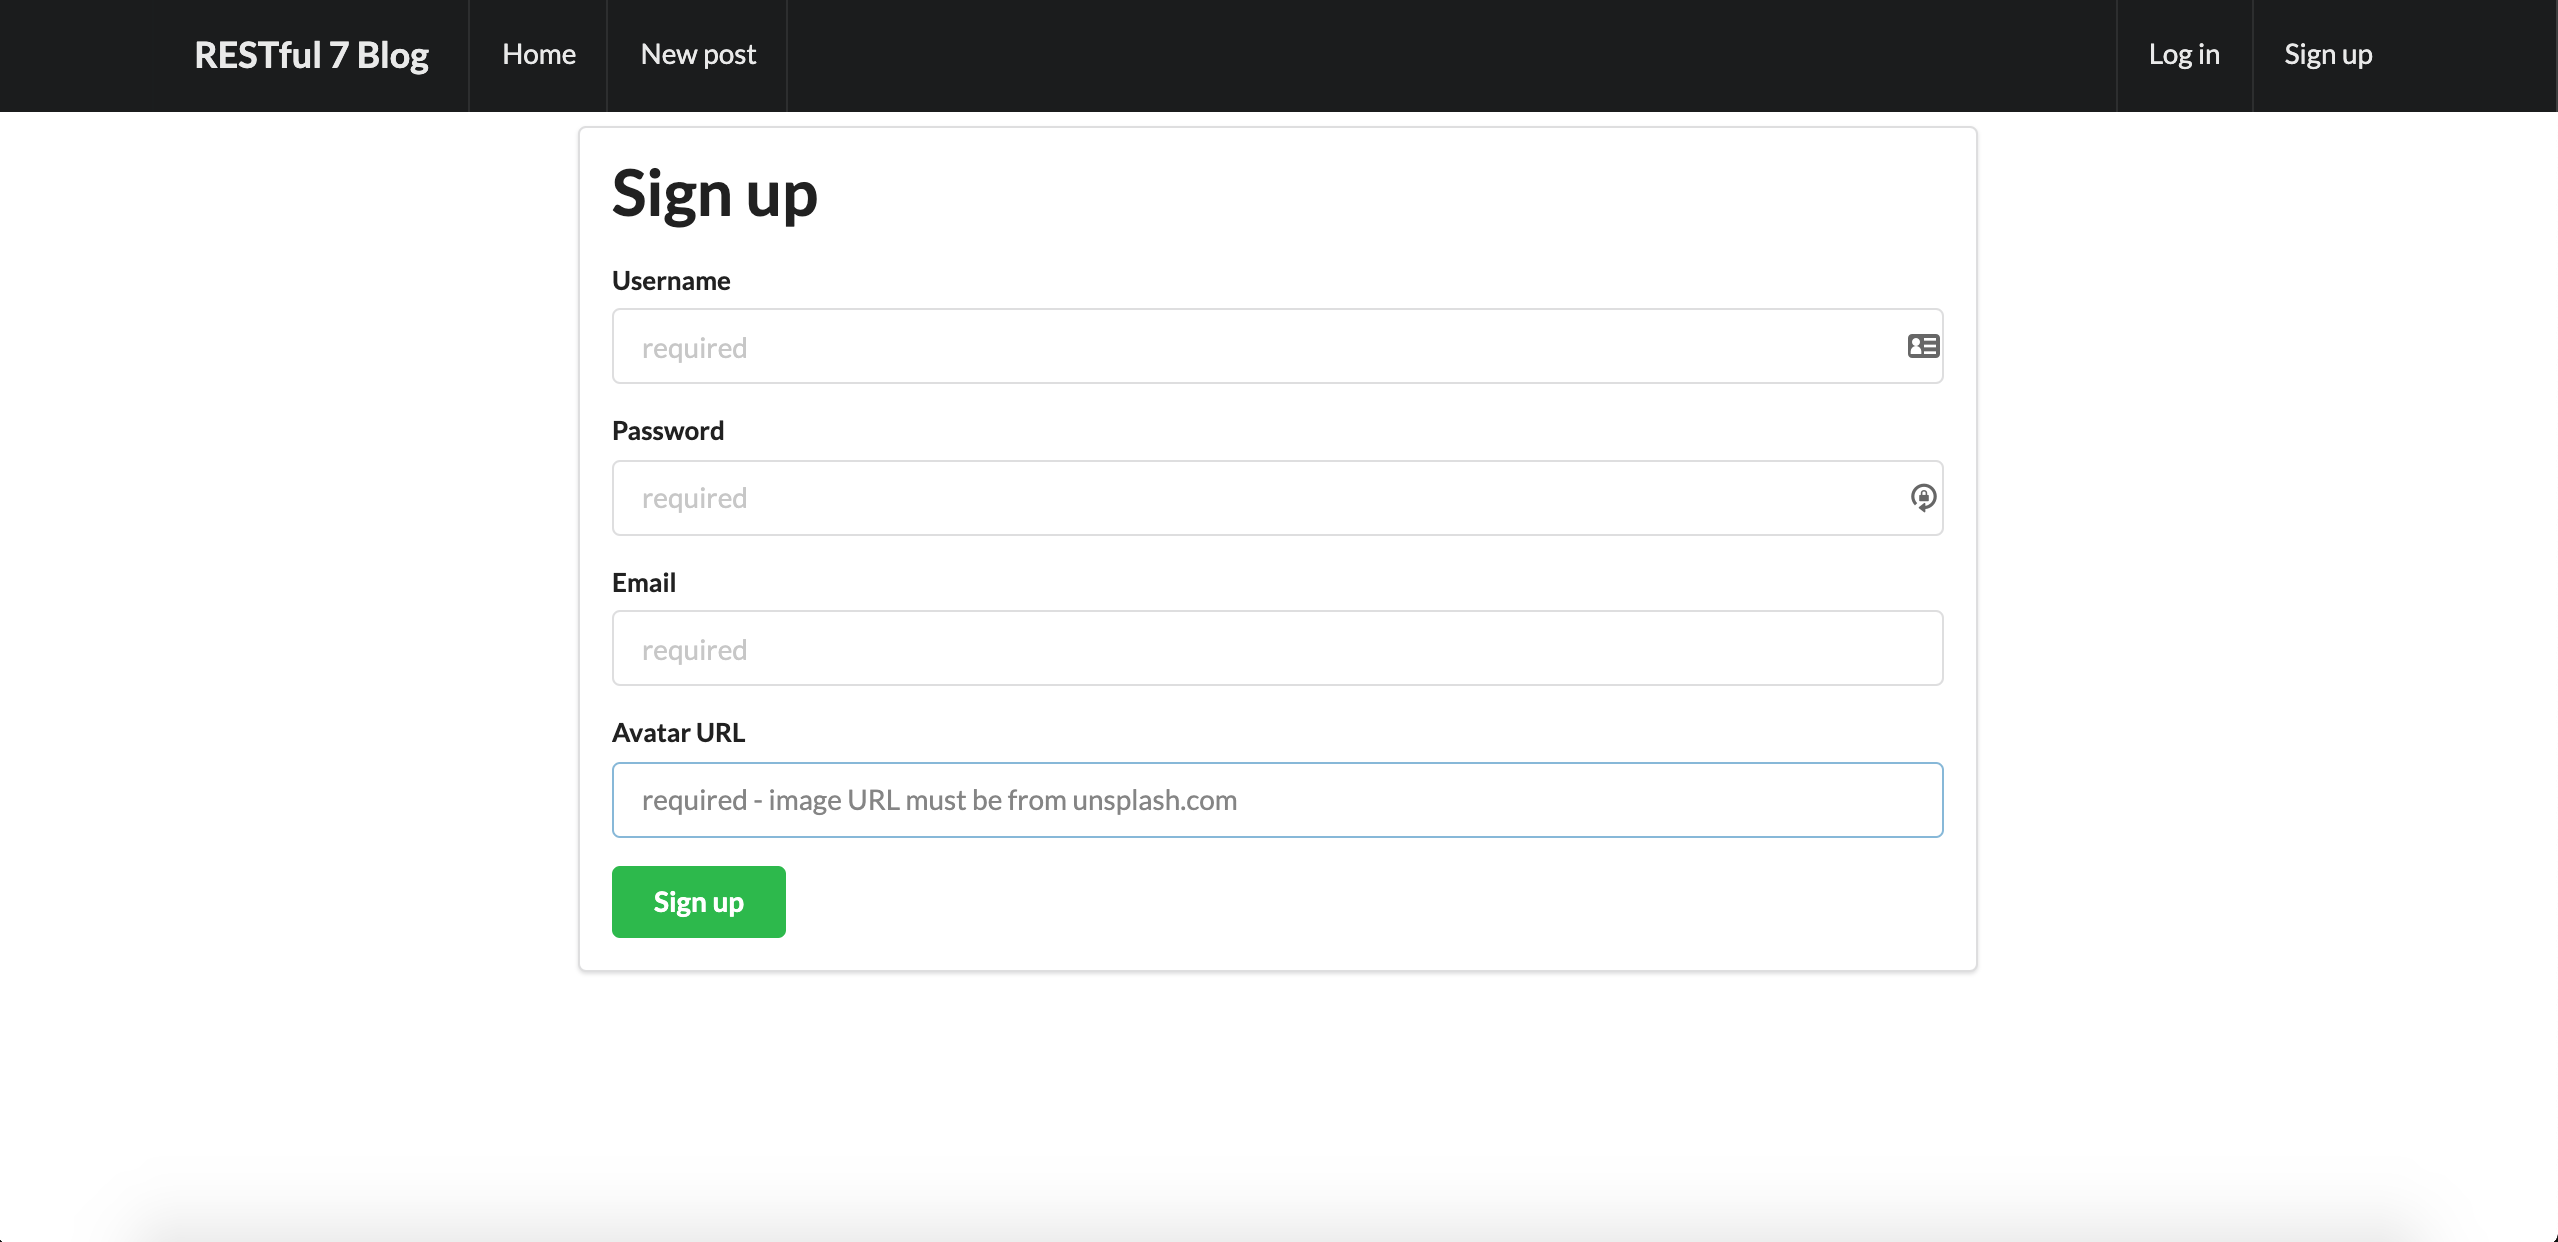 RESTful 7 Blog Home New post Log in Sign up
Sign up
Username
required
Password
required
Email
required
Avatar URL
required - image URL must be from unsplash.com
Sign up